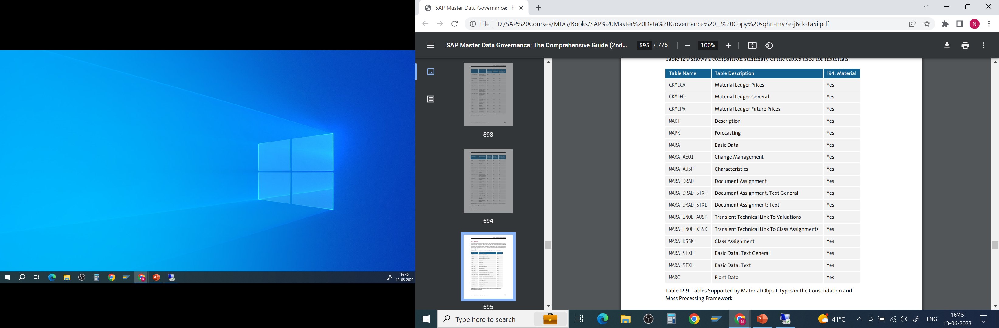 16:45
13-06-2023
SAP Master Data Governance: Th
File D:/SAP%20Courses/MDG/Books/SAP%20Master%20Data%20Governance%20__%20Copy%20sqhn-mv7e-j6ck-ta5i.pdf
N
SAP Master Data Governance: The Comprehensive Guide (2nd... 595 / 775 100%
593
594
595
Table 12.9 shows a comparison summary of the tables used for materials.
Table Name Table Description 194: Material
CKMLCR Material Ledger Prices Yes
CKMLHD Material Ledger General Yes
CKMLPR Material Ledger Future Prices Yes
MAKT Description Yes
MAPR Forecasting Yes
MARA Basic Data Yes
MARA_AEOI Change Management Yes
MARA_AUSP Characteristics Yes
MARA_DRAD Document Assignment Yes
MARA_DRAD_STXH Document Assignment: Text General Yes
MARA_DRAD_STXL Document Assignment: Text Yes
MARA_INOB_AUSP Transient Technical Link To Valuations Yes
MARA_INOB_KSSK Transient Technical Link To Class Assignments Yes
MARA_KSSK Class Assignment Yes
MARA_STXH Basic Data: Text General Yes
MARA_STXL Basic Data: Text Yes
MARC Plant Data Yes
Table 12.9 Tables Supported by Material Object Types in the Consolidation and
Mass Processing Framework
Type here to search
41°C
ENG
16:45
13-06-2023